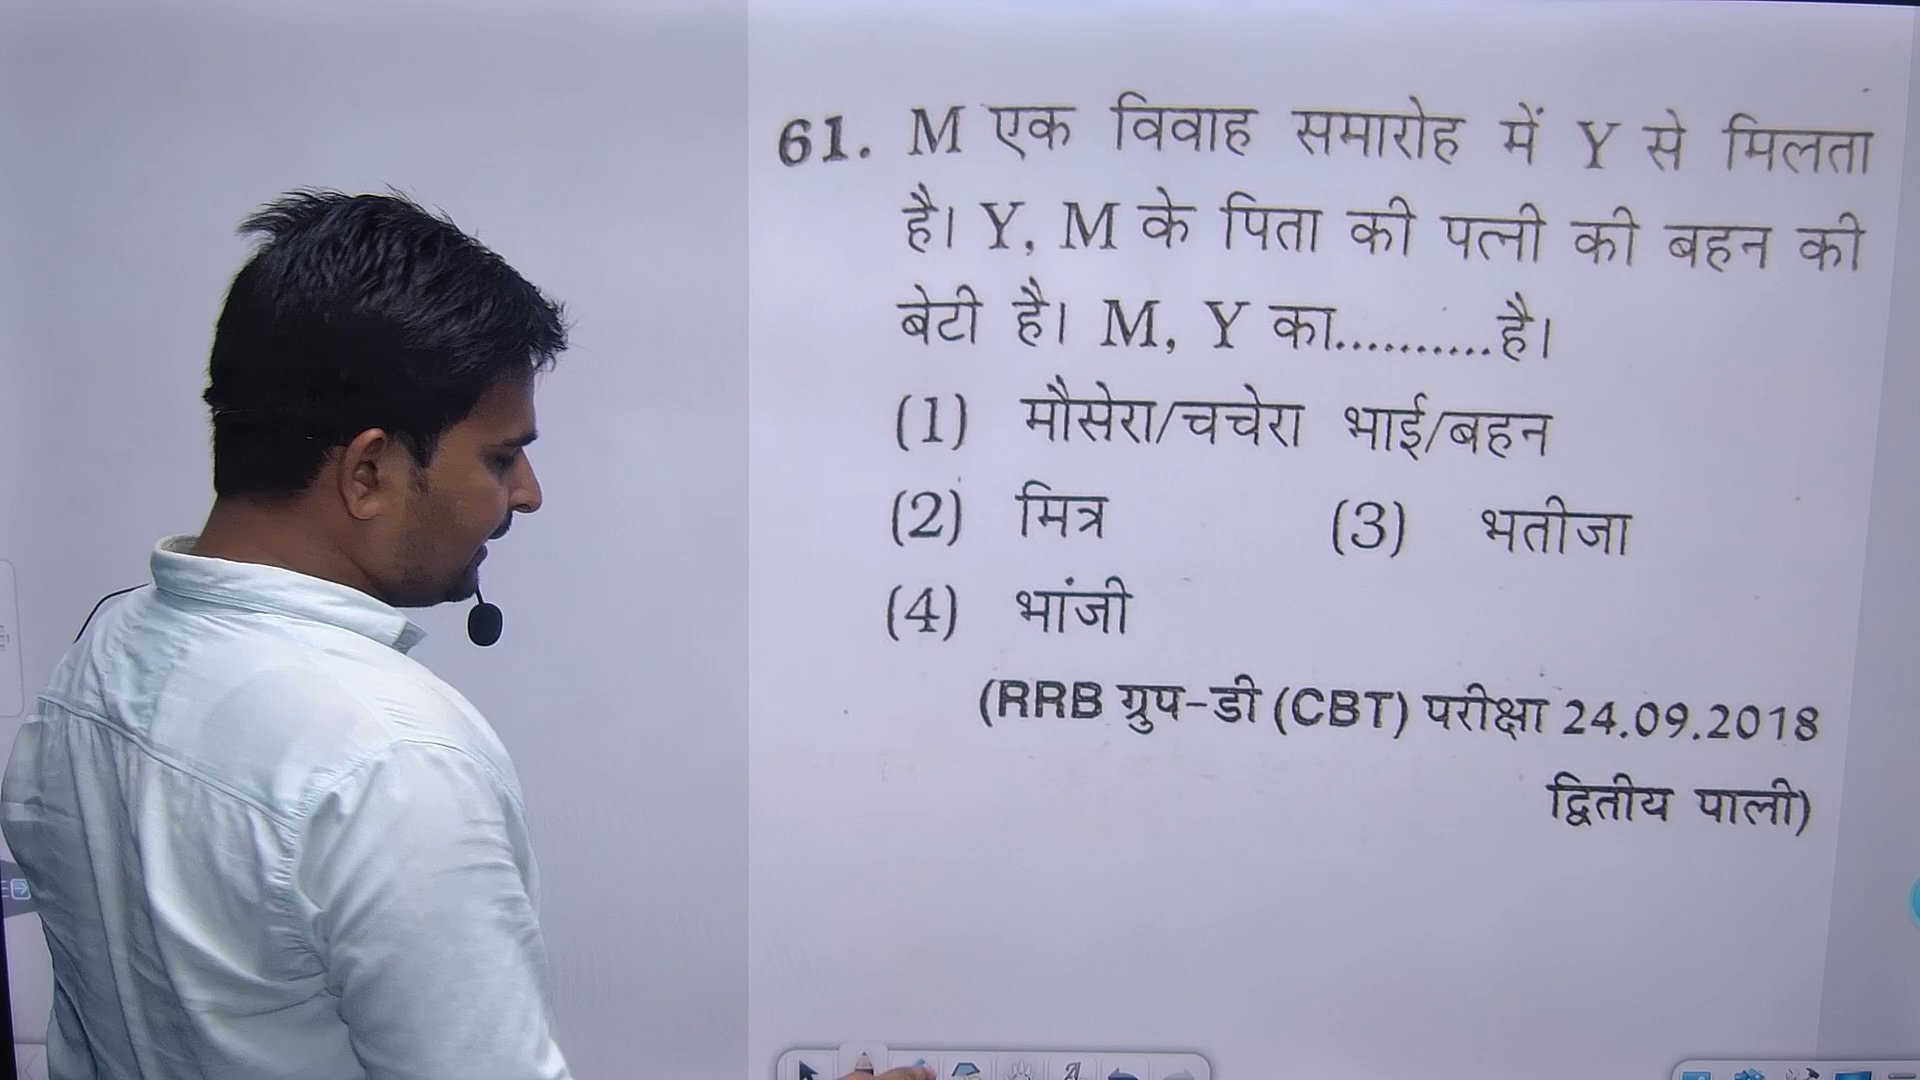 61. M एक विवाह समारोह में Y से मिलता
है। Y, M के पिता की पत्नी की बहन की
बेटी है। M, Y का..........है।
(1) मौसेरा/चचेरा भाई/बहन
(2) मित्र (3) भतीजा
(4) भांजी
(RRB ग्रुप-डी (CBT) परीक्षा 24.09.2018
द्वितीय पाली)